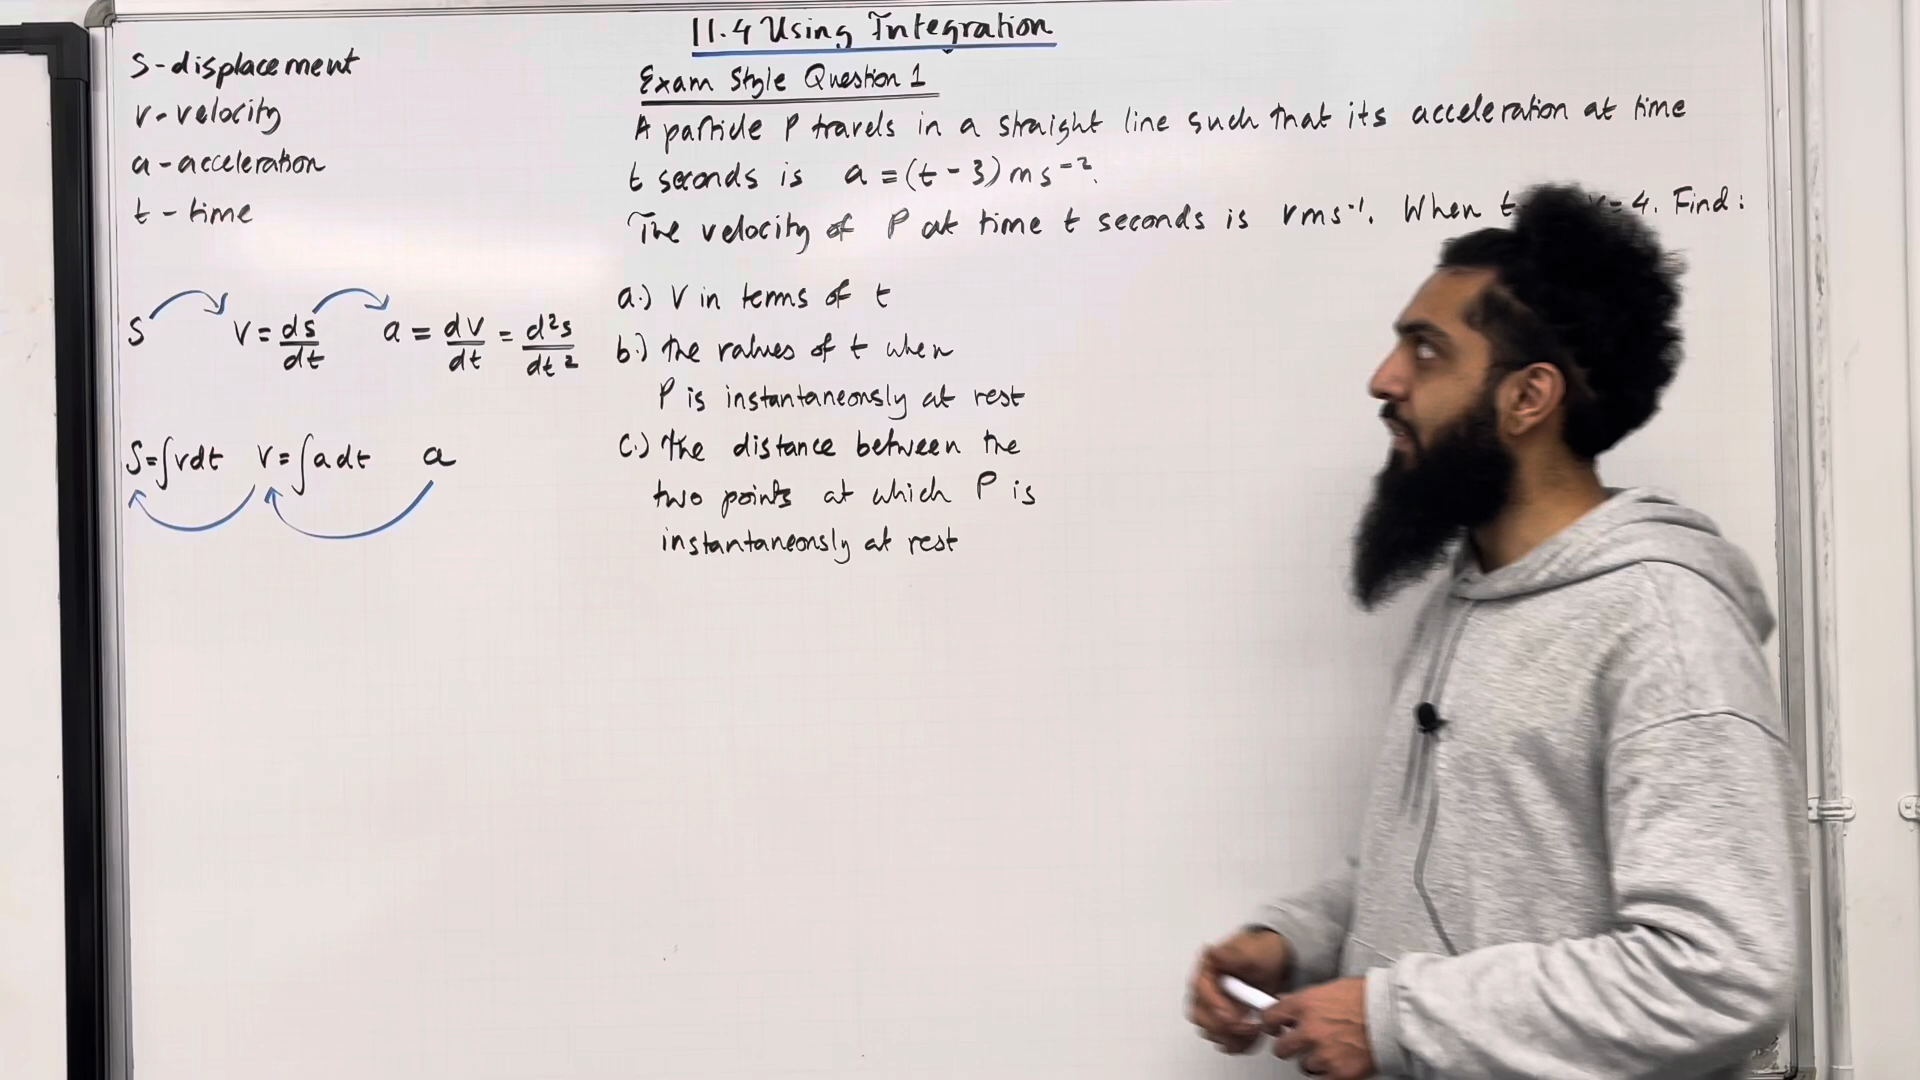 11.4 Using Integration
S - displacement
v - velocity
a - acceleration
t - time
S v = ds/dt a = dv/dt = d²s/dt²
S = ∫vdt v = ∫adt a
Exam Style Question 1
A particle P travels in a straight line such that its acceleration at time
t seconds is a = (t - 3) ms⁻².
The velocity of P at time t seconds is vms⁻¹. When t = 4. Find:
a.) V in terms of t
b.) the values of t when
P is instantaneously at rest
c.) the distance between the
two points at which P is
instantaneously at rest